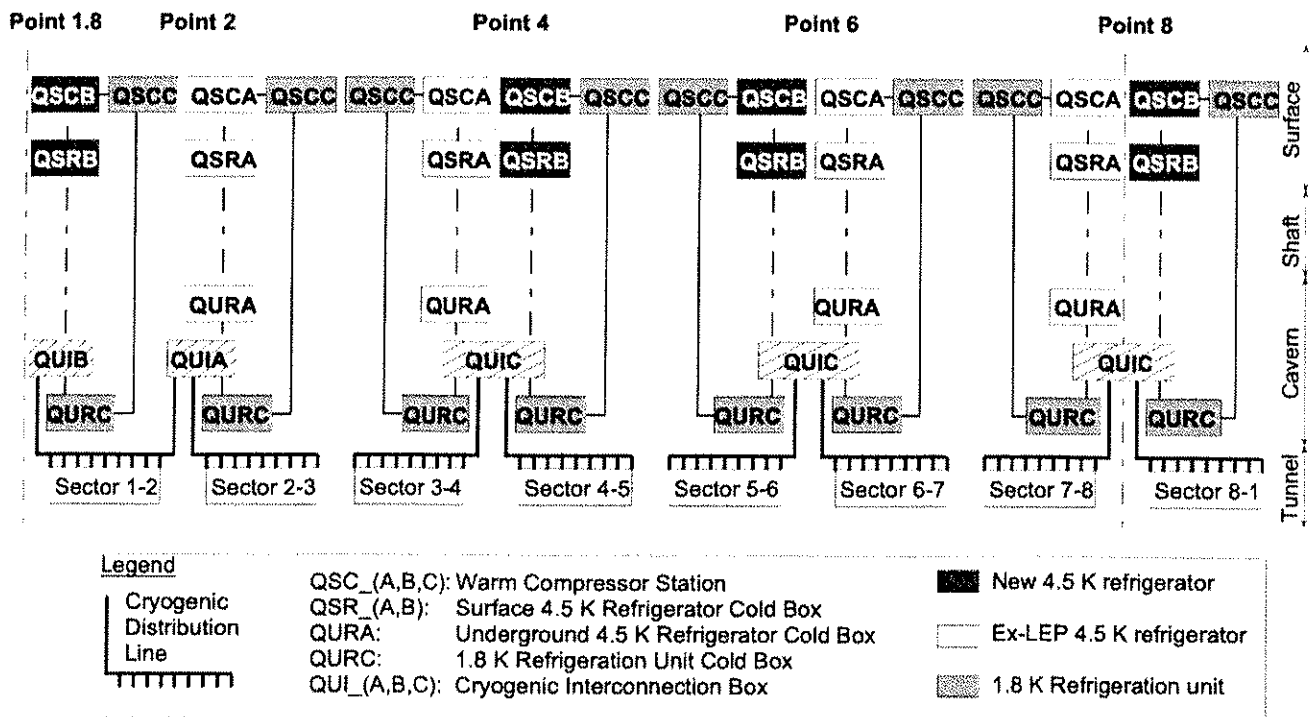 Point 1.8 Point 2 Point 4 Point 6 Point 8
QSCB QSCC QSCA QSCC QSCC QSCA QSCB QSCC QSCC QSCB QSCA QSCC QSCC QSCA QSCB QSCC
Surface
QSRB QSRA QSRA QSRB QSRB QSRA QSRA QSRB
Shaft
QURA QURA QURA QURA
QUIB QUIA QUIC QUIC QUIC
Cavern
QURC QURC QURC QURC QURC QURC QURC QURC
Tunnel
Sector 1-2 Sector 2-3 Sector 3-4 Sector 4-5 Sector 5-6 Sector 6-7 Sector 7-8 Sector 8-1
Legend
Cryogenic
Distribution
Line
QSC_(A,B,C): Warm Compressor Station
QSR_(A,B): Surface 4.5 K Refrigerator Cold Box
QURA: Underground 4.5 K Refrigerator Cold Box
QURC: 1.8 K Refrigeration Unit Cold Box
QUI_(A,B,C): Cryogenic Interconnection Box
New 4.5 K refrigerator
Ex-LEP 4.5 K refrigerator
1.8 K Refrigeration unit